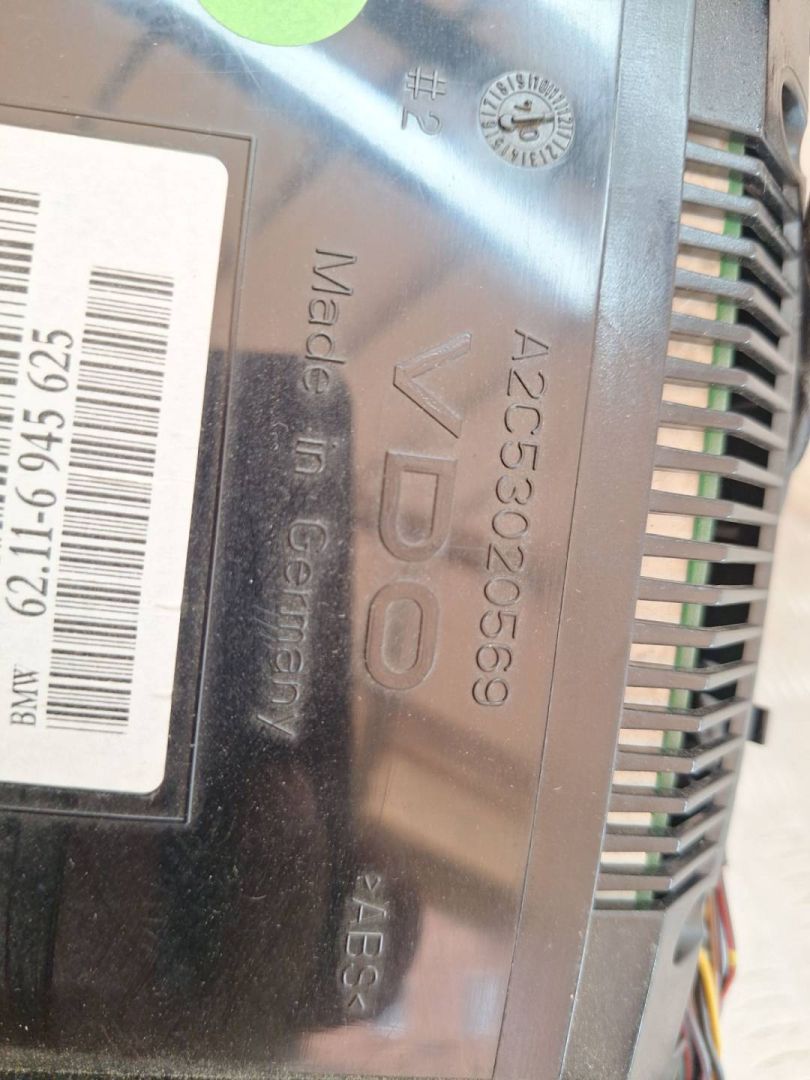 #2
A2C53020569
VDO
Made in Germany
>ABS<
BMW 62.11-6 945 625